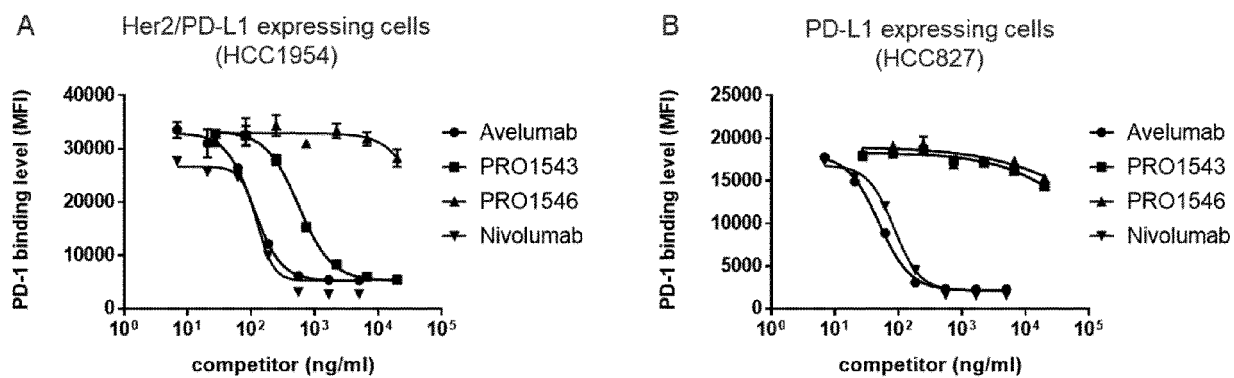 A
Her2/PD-L1 expressing cells
(HCC1954)
PD-1 binding level (MFI)
40000
30000
20000
10000
0
10⁰
10¹
10²
10³
10⁴
10⁵
competitor (ng/ml)
Avelumab
PRO1543
PRO1546
Nivolumab
B
PD-L1 expressing cells
(HCC827)
PD-1 binding level (MFI)
25000
20000
15000
10000
5000
0
10⁰
10¹
10²
10³
10⁴
10⁵
competitor (ng/ml)
Avelumab
PRO1543
PRO1546
Nivolumab